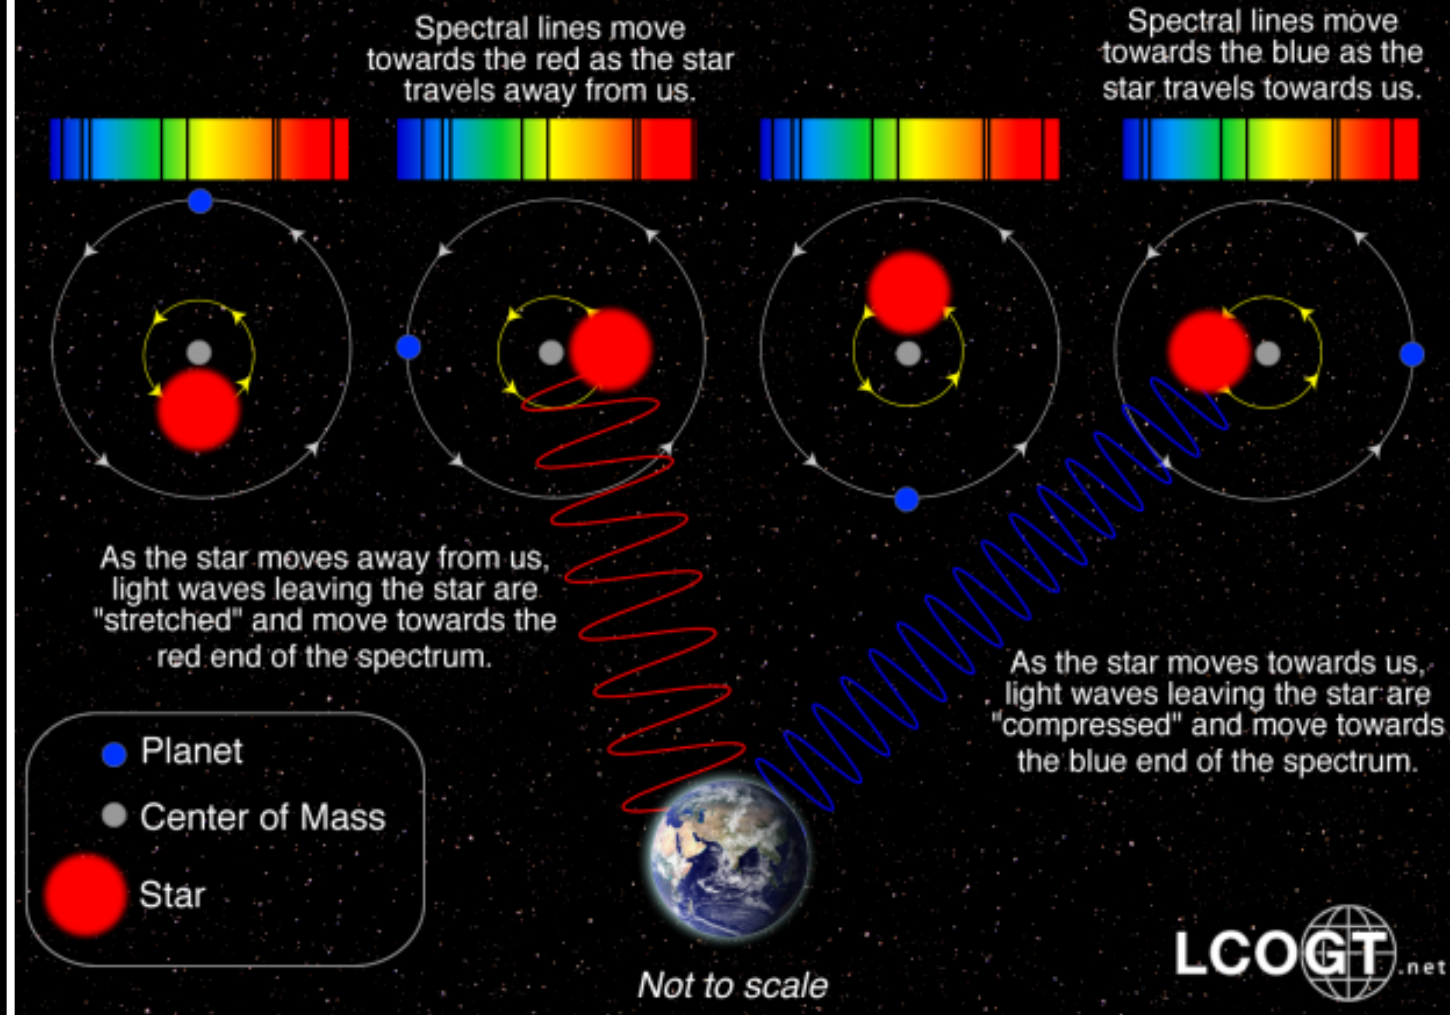 Spectral lines move
towards the red as the star
travels away from us.
Spectral lines move
towards the blue as the
star travels towards us.
As the star moves away from us,
light waves leaving the star are
"stretched" and move towards the
red end of the spectrum.
As the star moves towards us,
light waves leaving the star are
"compressed" and move towards
the blue end of the spectrum.
Planet
Center of Mass
Star
Not to scale
LCOGT.net